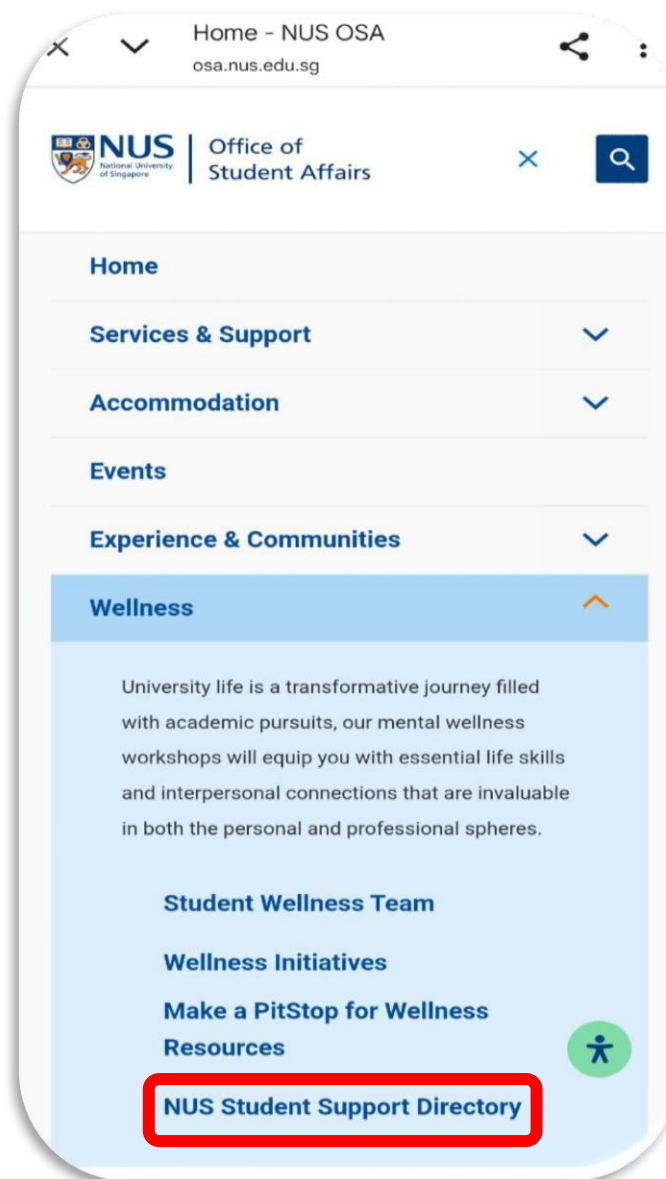 Home - NUS OSA
osa.nus.edu.sg
NUS
National University
of Singapore
Office of
Student Affairs
Home
Services & Support
Accommodation
Events
Experience & Communities
Wellness
University life is a transformative journey filled
with academic pursuits, our mental wellness
workshops will equip you with essential life skills
and interpersonal connections that are invaluable
in both the personal and professional spheres.
Student Wellness Team
Wellness Initiatives
Make a PitStop for Wellness
Resources
NUS Student Support Directory